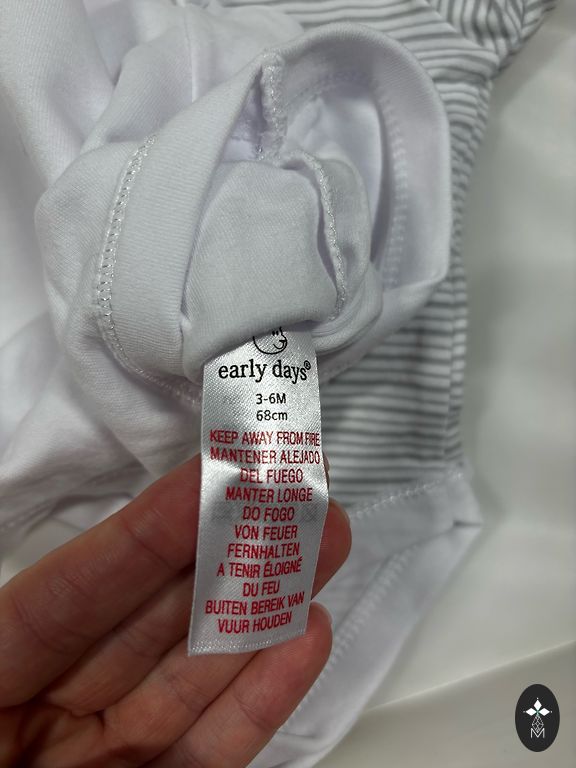 early days®
3-6M
68cm
KEEP AWAY FROM FIRE
MANTENER ALEJADO
DEL FUEGO
MANTER LONGE
DO FOGO
VON FEUER
FERNHALTEN
A TENIR ÉLOIGNÉ
DU FEU
BUITEN BEREIK VAN
VUUR HOUDEN
M